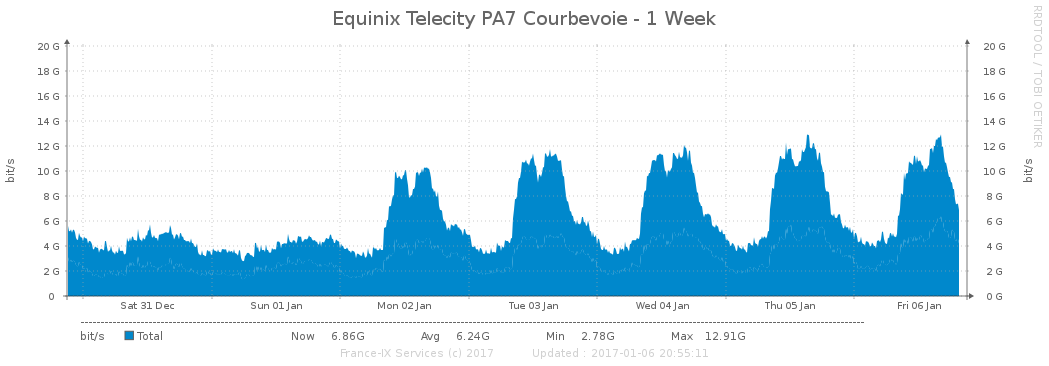 Equinix Telecity PA7 Courbevoie - 1 Week
RRDTOOL / TOBI OETIKER
bit/s
20 G 20 G
18 G 18 G
16 G 16 G
14 G 14 G
12 G 12 G
10 G 10 G
8 G 8 G
6 G 6 G
4 G 4 G
2 G 2 G
0 0 G
bit/s
Sat 31 Dec Sun 01 Jan Mon 02 Jan Tue 03 Jan Wed 04 Jan Thu 05 Jan Fri 06 Jan
bit/s Total Now 6.86G Avg 6.24G Min 2.78G Max 12.91G
France-IX Services (c) 2017 Updated : 2017-01-06 20:55:11